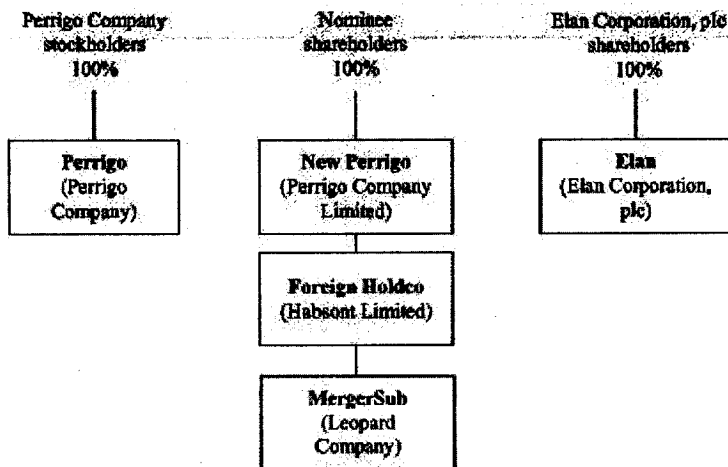 Perrigo Company
stockholders
100%
Nominee
shareholders
100%
Elan Corporation, plc
shareholders
100%
Perrigo
(Perrigo
Company)
New Perrigo
(Perrigo Company
Limited)
Elan
(Elan Corporation,
plc)
Foreign Holdco
(Habsont Limited)
MergerSub
(Leopard
Company)